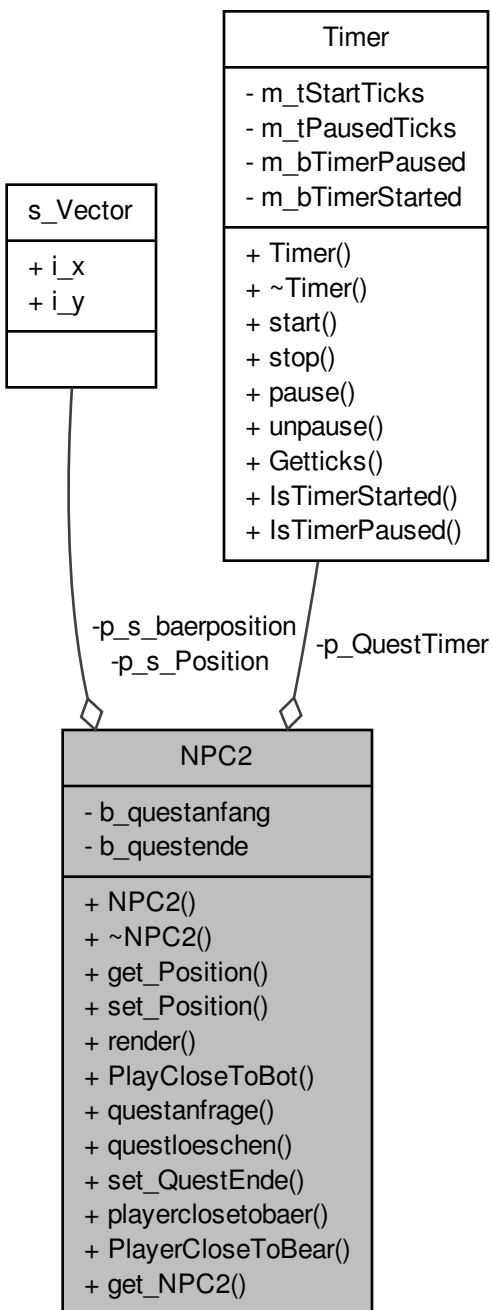 Timer
- m_tStartTicks
- m_tPausedTicks
- m_bTimerPaused
- m_bTimerStarted
+ Timer()
+ ~Timer()
+ start()
+ stop()
+ pause()
+ unpause()
+ Getticks()
+ IsTimerStarted()
+ IsTimerPaused()
s_Vector
+ i_x
+ i_y
-p_s_baerposition
-p_s_Position
-p_QuestTimer
NPC2
- b_questanfang
- b_questende
+ NPC2()
+ ~NPC2()
+ get_Position()
+ set_Position()
+ render()
+ PlayCloseToBot()
+ questanfrage()
+ questloeschen()
+ set_QuestEnde()
+ playerclosetobaer()
+ PlayerCloseToBear()
+ get_NPC2()